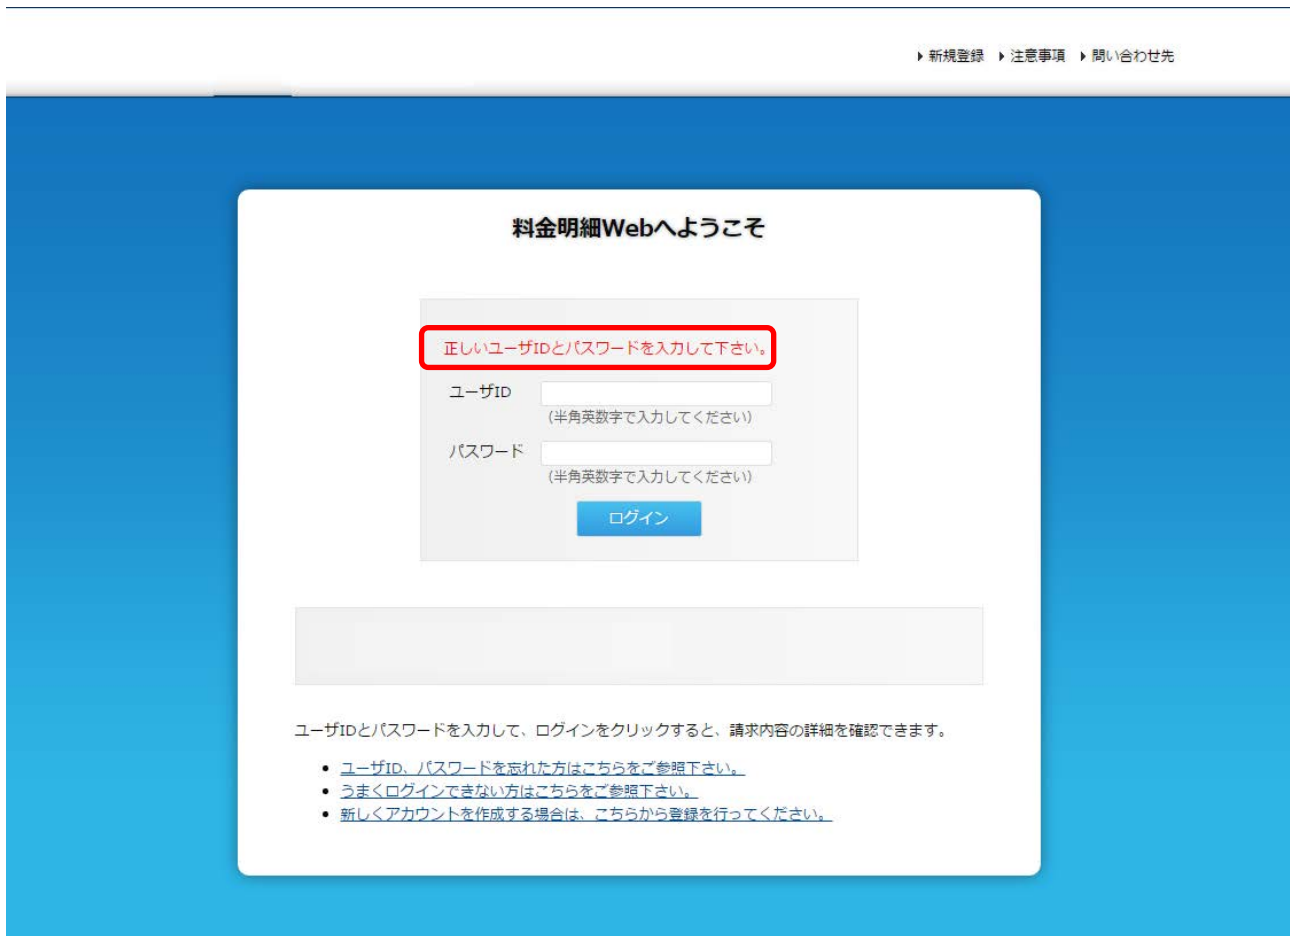 新規登録 注意事項 問い合わせ先
料金明細Webへようこそ
正しいユーザIDとパスワードを入力して下さい。
ユーザID
(半角英数字で入力してください)
パスワード
(半角英数字で入力してください)
ログイン
ユーザIDとパスワードを入力して、ログインをクリックすると、請求内容の詳細を確認できます。
ユーザID、パスワードを忘れた方はこちらをご参照下さい。
うまくログインできない方はこちらをご参照下さい。
新しくアカウントを作成する場合は、こちらから登録を行ってください。